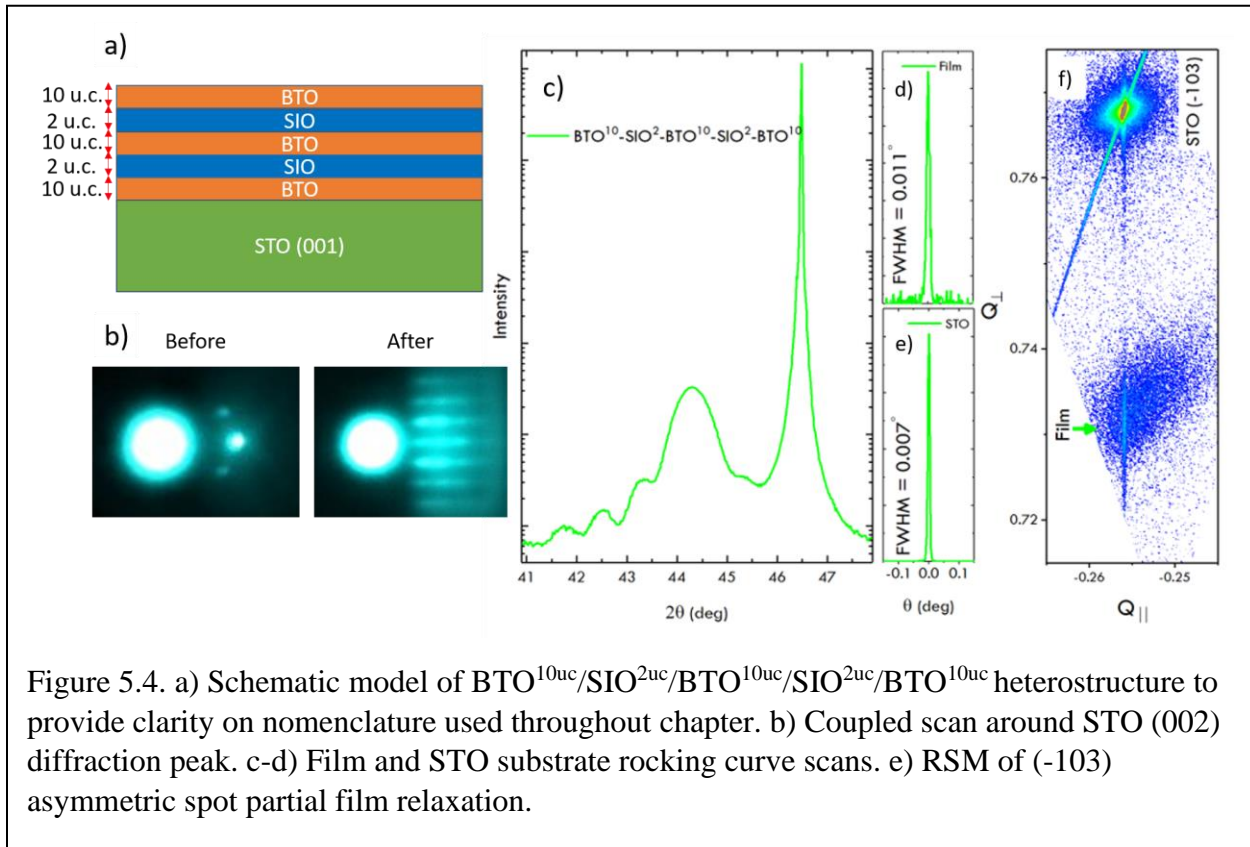 a)
10 u.c.
BTO
2 u.c.
SIO
10 u.c.
BTO
2 u.c.
SIO
10 u.c.
BTO
STO (001)
b)
Before
After
c)
BTO¹⁰-SIO²-BTO¹⁰-SIO²-BTO¹⁰
Intensity
41 42 43 44 45 46 47
2θ (deg)
d)
Film
FWHM = 0.011°
e)
STO
FWHM = 0.007°
-0.1 0.0 0.1
θ (deg)
f)
STO (-103)
Q⊥
0.76
0.74
0.72
Film
-0.26 -0.25
Q||
Figure 5.4. a) Schematic model of BTO¹⁰ᵘᶜ/SIO²ᵘᶜ/BTO¹⁰ᵘᶜ/SIO²ᵘᶜ/BTO¹⁰ᵘᶜ heterostructure to
provide clarity on nomenclature used throughout chapter. b) Coupled scan around STO (002)
diffraction peak. c-d) Film and STO substrate rocking curve scans. e) RSM of (-103)
asymmetric spot partial film relaxation.